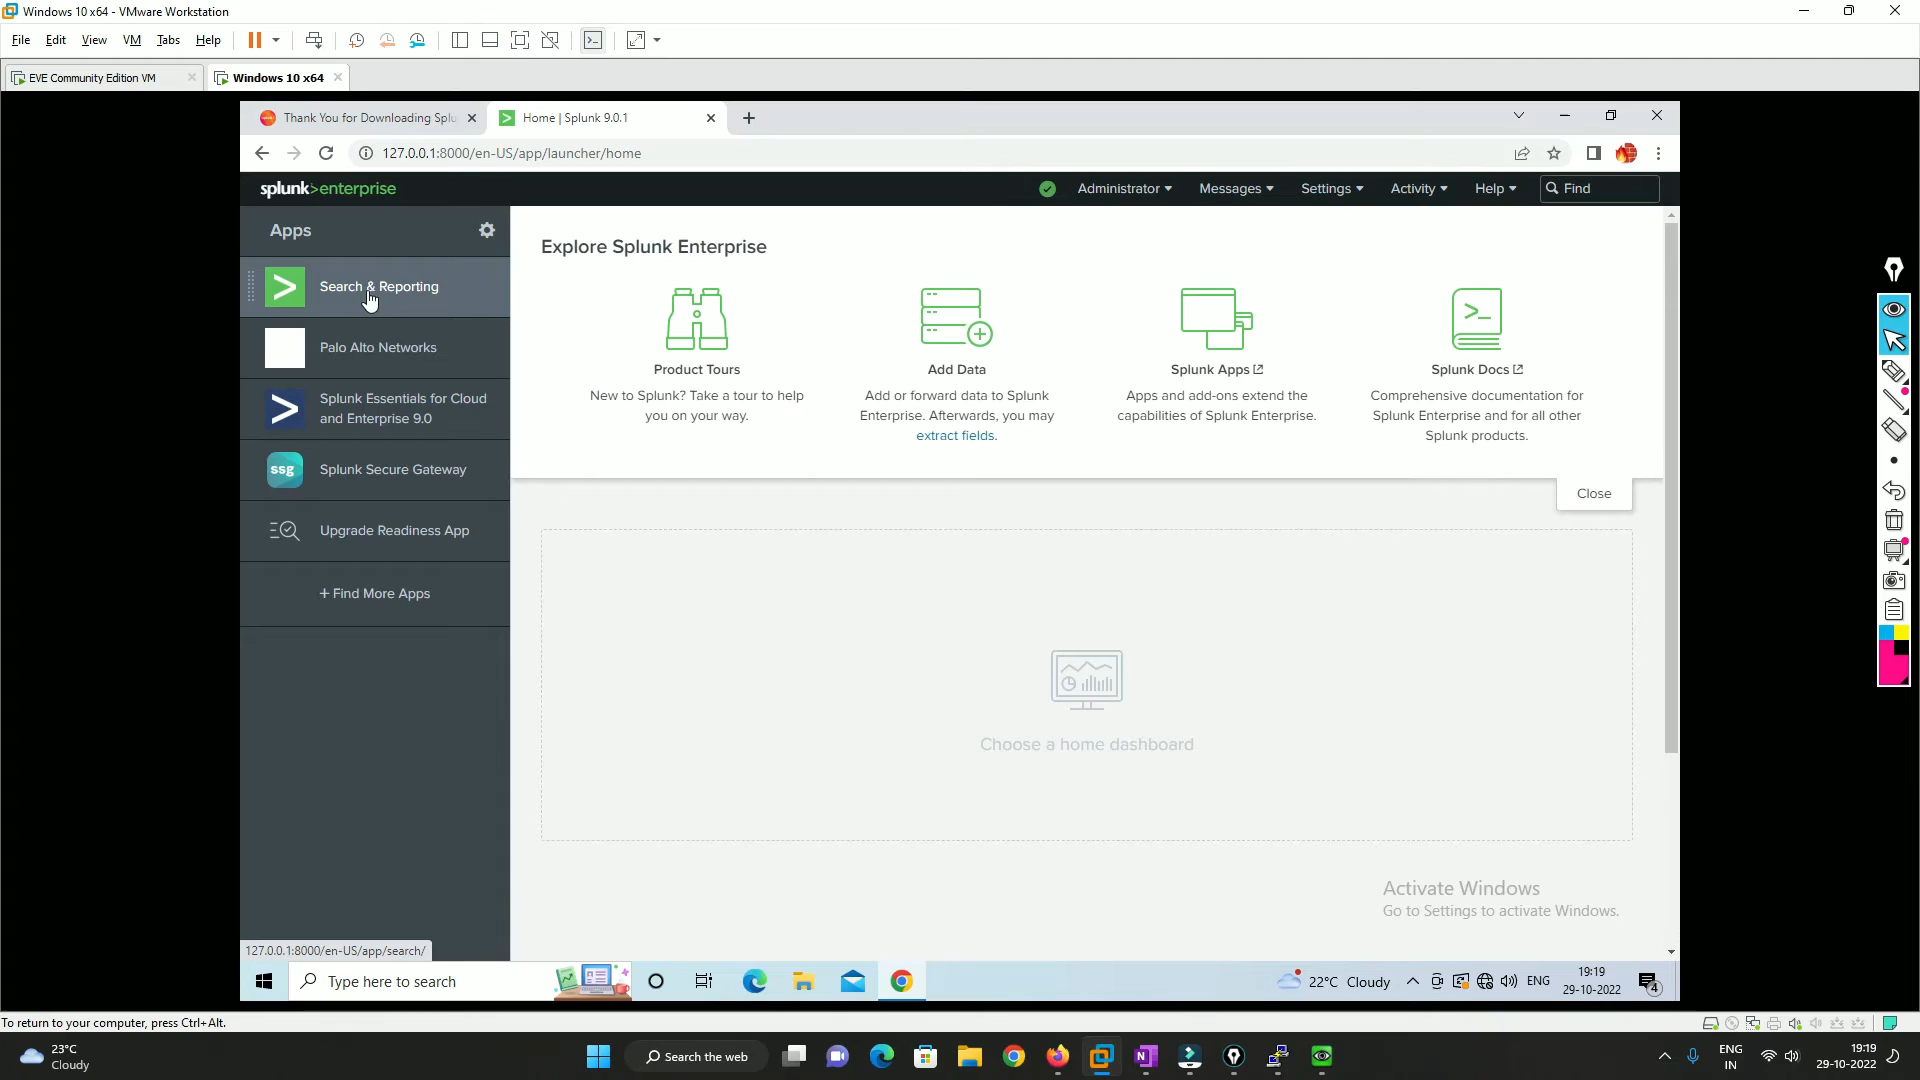 Windows 10 x64 - VMware Workstation
File Edit View VM Tabs Help
EVE Community Edition VM
Windows 10 x64
Thank You for Downloading Splu
Home | Splunk 9.0.1
127.0.0.1:8000/en-US/app/launcher/home
splunk>enterprise
Administrator
Messages
Settings
Activity
Help
Find
Apps
Search & Reporting
Palo Alto Networks
Splunk Essentials for Cloud
and Enterprise 9.0
ssg
Splunk Secure Gateway
Upgrade Readiness App
+ Find More Apps
Explore Splunk Enterprise
Product Tours
New to Splunk? Take a tour to help
you on your way.
Add Data
Add or forward data to Splunk
Enterprise. Afterwards, you may
extract fields.
Splunk Apps
Apps and add-ons extend the
capabilities of Splunk Enterprise.
Splunk Docs
Comprehensive documentation for
Splunk Enterprise and for all other
Splunk products.
Close
Choose a home dashboard
Activate Windows
Go to Settings to activate Windows.
127.0.0.1:8000/en-US/app/search/
Type here to search
22°C Cloudy
ENG
19:19
29-10-2022
4
To return to your computer, press Ctrl+Alt.
23°C
Cloudy
Search the web
ENG
IN
19:19
29-10-2022